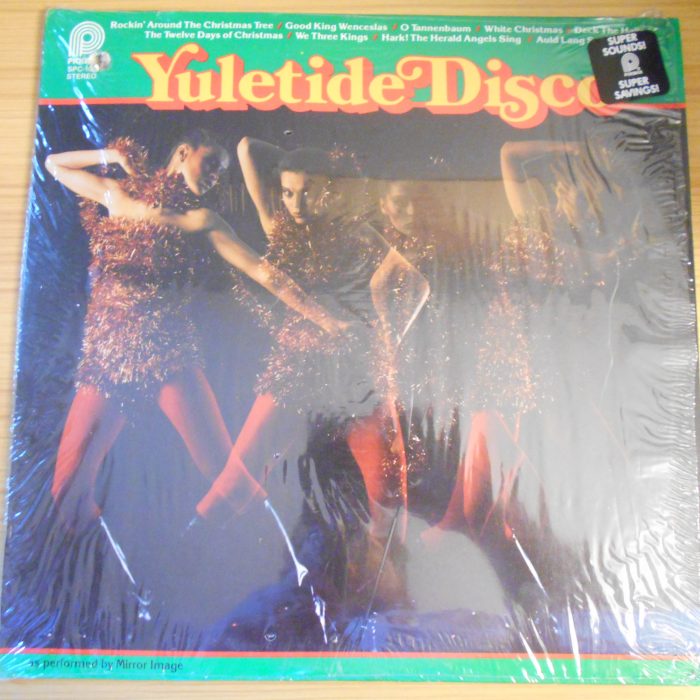 Rockin' Around The Christmas Tree / Good King Wenceslas / O Tannenbaum / White Christmas / Deck The
The Twelve Days of Christmas / We Three Kings / Hark! The Herald Angels Sing / Auld Lang
P
STEREO
SUPER
SOUNDS!
P
SUPER
SAVINGS!
Yuletide Disco
as performed by Mirror Image